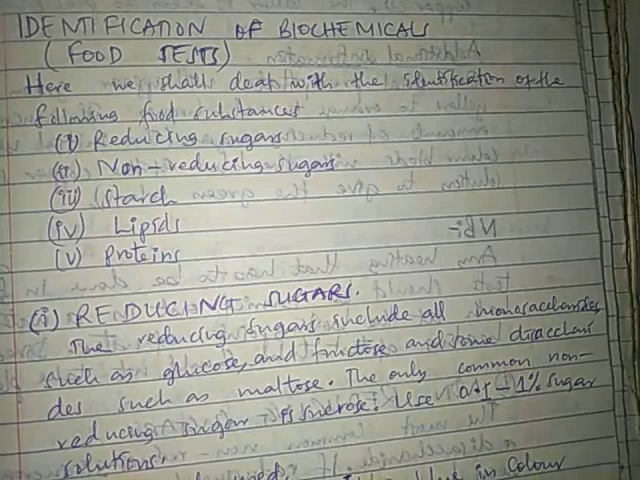 IDENTIFICATION OF BIOCHEMICALS
(FOOD TESTS)
Here we shall deal with the identification of the
following food substances
(i) Reducing sugars
(ii) Non-reducing sugars
(iii) Starch
(iv) Lipids
(v) proteins
(i) REDUCING SUGARS.
The reducing sugars include all monosaccharides
such as glucose, and fructose and some disacchari
des such as maltose. The only common non-
reducing sugar is sucrose. Use 0.1 - 1% sugar
solutions.
in colour